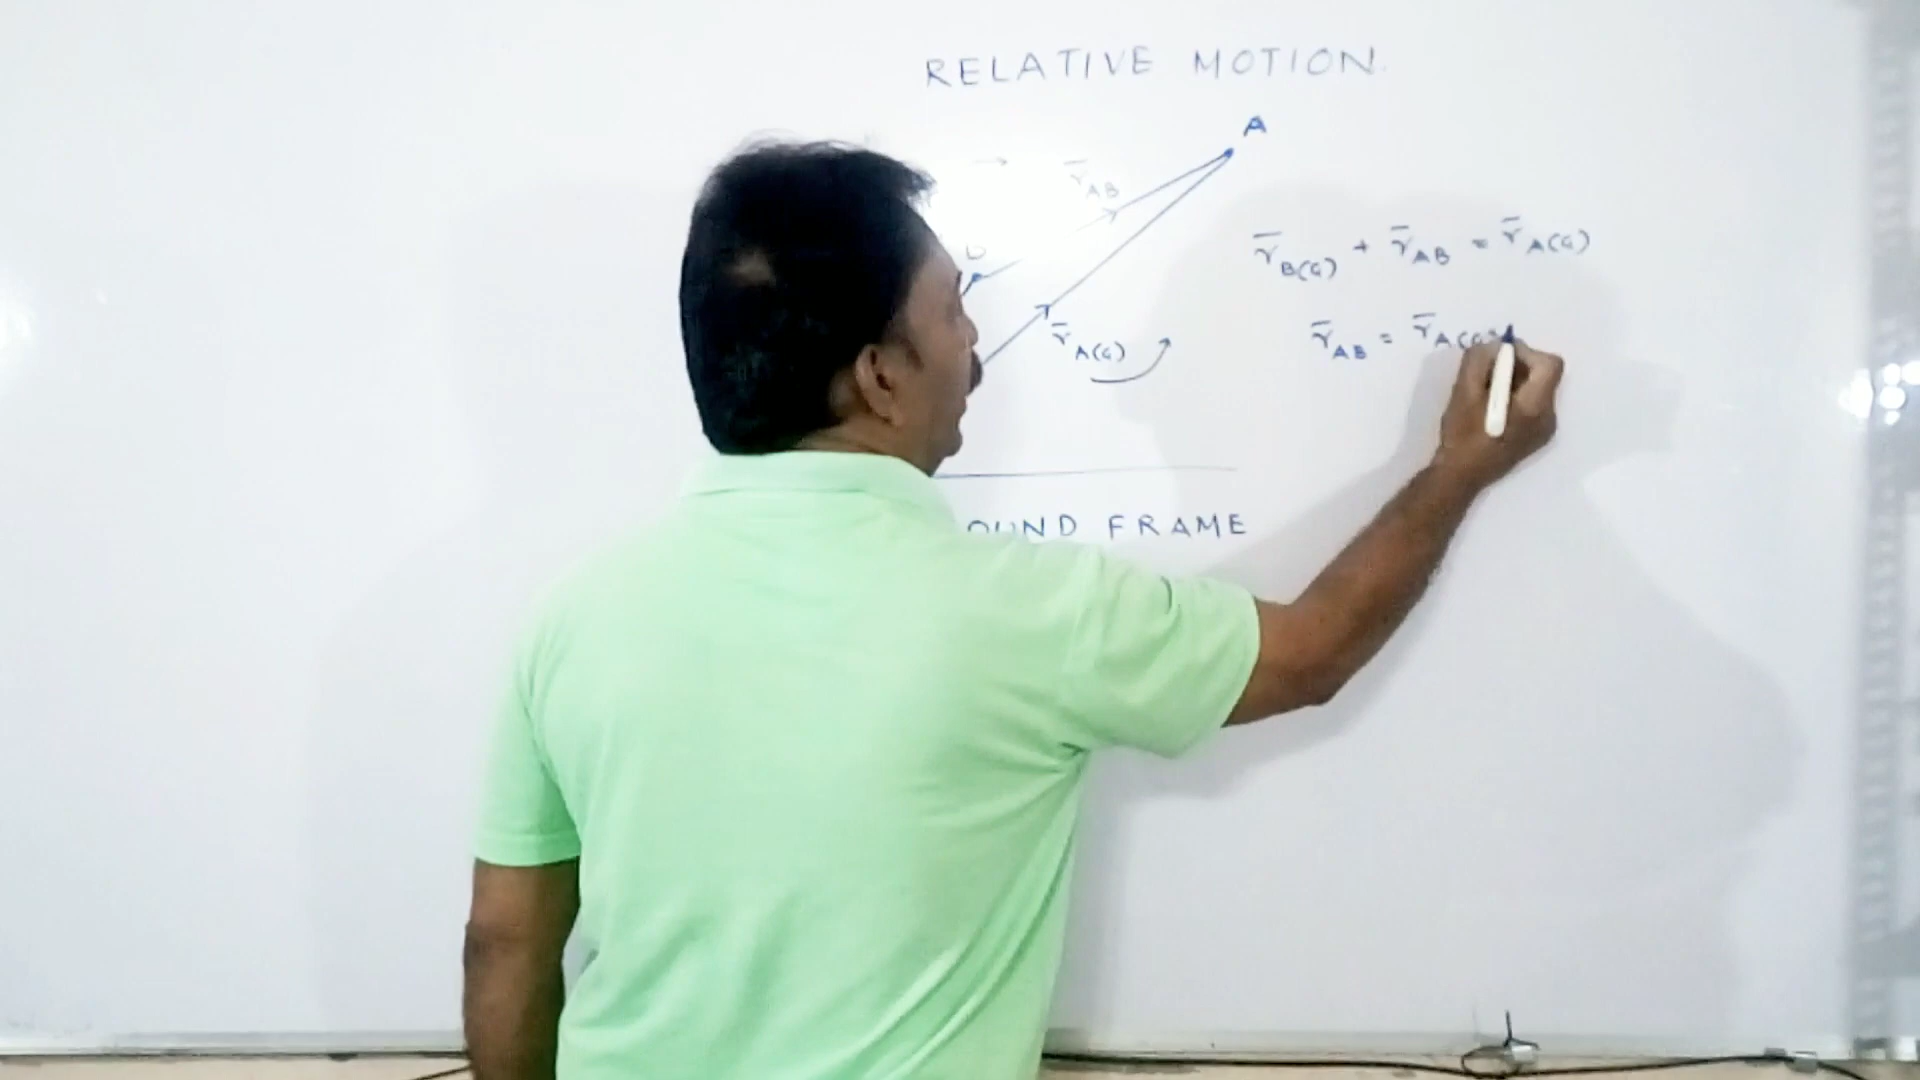 RELATIVE MOTION.
A
r̅ AB
r̅ B(G) + r̅ AB = r̅ A(G)
r̅ A(G)
r̅ AB = r̅ A(G)
OUND FRAME